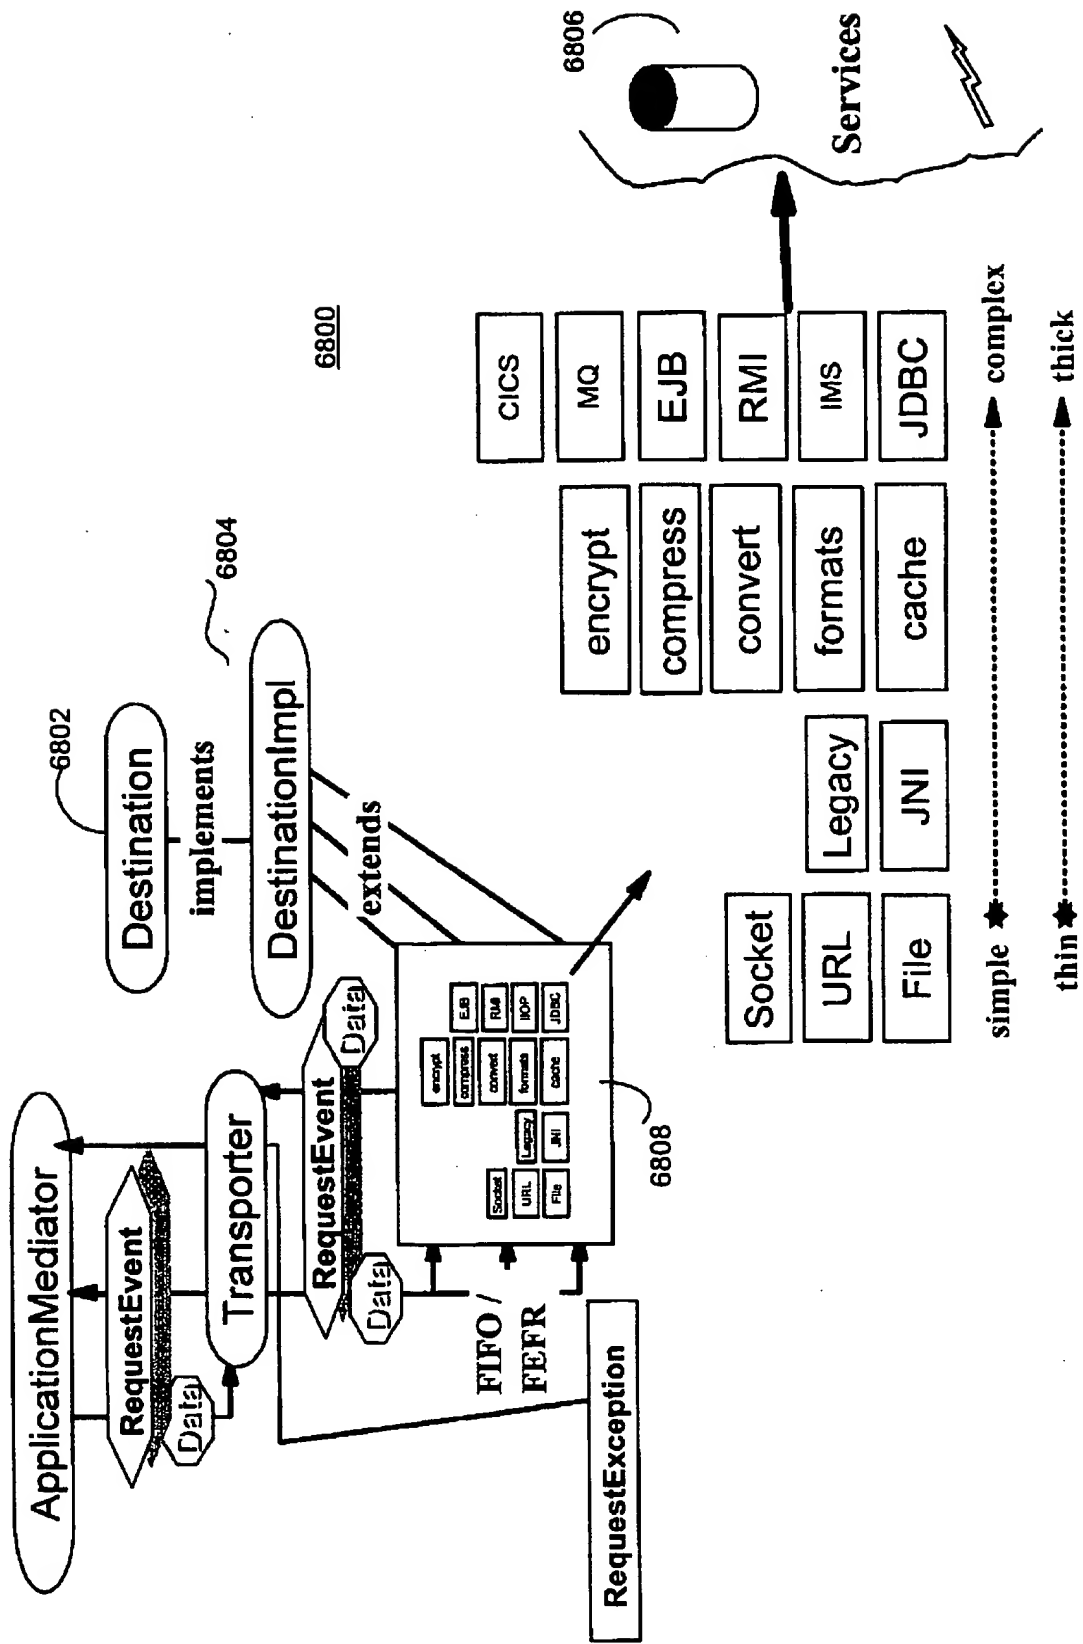 6800
ApplicationMediator
RequestEvent
Data
Transporter
RequestEvent
Data
Data
FIFO /
FEFR
RequestException
6802
Destination
implements
6804
DestinationImpl
extends
encrypt
Socket
compress
EJB
URL
Legacy
convert
RMI
File
JNI
formats
IIOP
cache
JDBC
6808
CICS
encrypt
MQ
compress
EJB
Socket
convert
RMI
URL
Legacy
formats
IMS
File
JNI
cache
JDBC
simple
complex
thin
thick
6806
Services